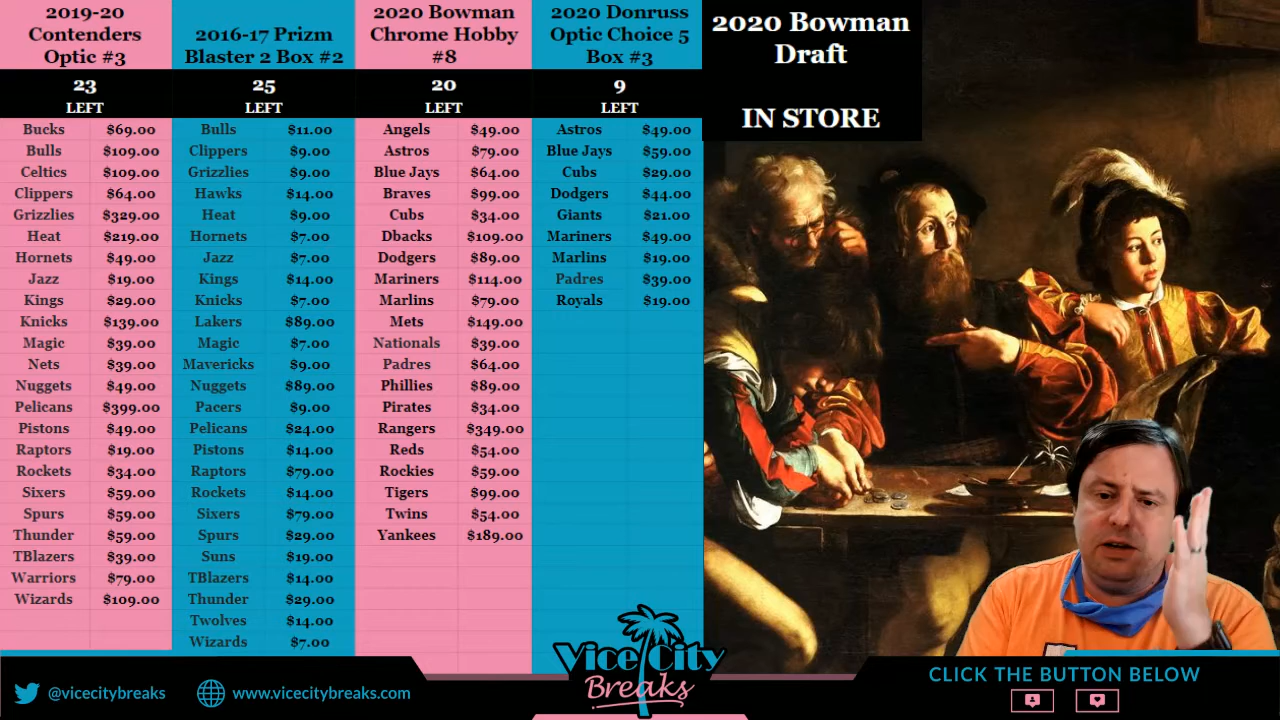 2019-20
Contenders
Optic #3
23
LEFT
Bucks $69.00
Bulls $109.00
Celtics $109.00
Clippers $64.00
Grizzlies $329.00
Heat $219.00
Hornets $49.00
Jazz $19.00
Kings $29.00
Knicks $139.00
Magic $39.00
Nets $39.00
Nuggets $49.00
Pelicans $399.00
Pistons $49.00
Raptors $19.00
Rockets $34.00
Sixers $59.00
Spurs $59.00
Thunder $59.00
TBlazers $39.00
Warriors $79.00
Wizards $109.00
2016-17 Prizm
Blaster 2 Box #2
25
LEFT
Bulls $11.00
Clippers $9.00
Grizzlies $9.00
Hawks $14.00
Heat $9.00
Hornets $7.00
Jazz $7.00
Kings $14.00
Knicks $7.00
Lakers $89.00
Magic $7.00
Mavericks $9.00
Nuggets $89.00
Pacers $9.00
Pelicans $24.00
Pistons $14.00
Raptors $79.00
Rockets $14.00
Sixers $79.00
Spurs $29.00
Suns $19.00
TBlazers $14.00
Thunder $29.00
Twolves $14.00
Wizards $7.00
2020 Bowman
Chrome Hobby
#8
20
LEFT
Angels $49.00
Astros $79.00
Blue Jays $64.00
Braves $99.00
Cubs $34.00
Dbacks $109.00
Dodgers $89.00
Mariners $114.00
Marlins $79.00
Mets $149.00
Nationals $39.00
Padres $64.00
Phillies $89.00
Pirates $34.00
Rangers $349.00
Reds $54.00
Rockies $59.00
Tigers $99.00
Twins $54.00
Yankees $189.00
2020 Donruss
Optic Choice 5
Box #3
9
LEFT
Astros $49.00
Blue Jays $59.00
Cubs $29.00
Dodgers $44.00
Giants $21.00
Mariners $49.00
Marlins $19.00
Padres $39.00
Royals $19.00
2020 Bowman
Draft
IN STORE
@vicecitybreaks
www.vicecitybreaks.com
Vice City
Breaks
CLICK THE BUTTON BELOW